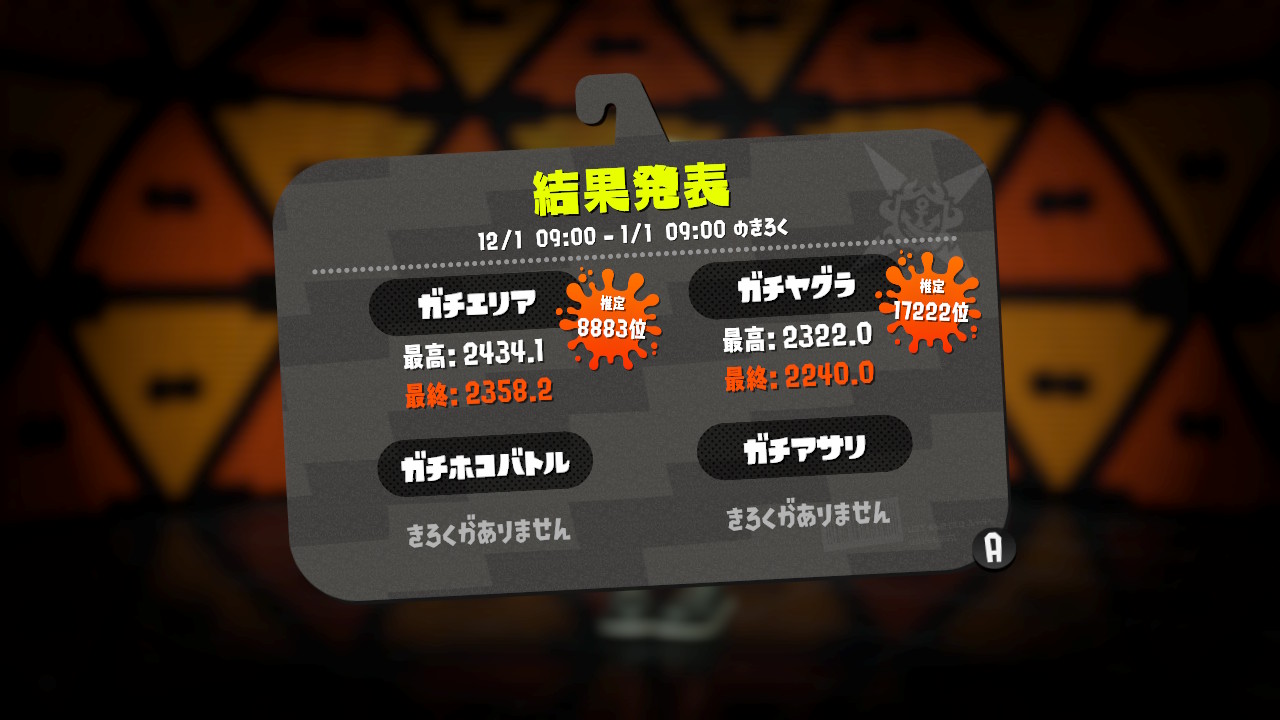 結果発表
12/1 09:00 - 1/1 09:00 のきろく
ガチエリア
推定
8883位
最高: 2434.1
最終: 2358.2
ガチヤグラ
推定
17222位
最高: 2322.0
最終: 2240.0
ガチホコバトル
きろくがありません
ガチアサリ
きろくがありません
A